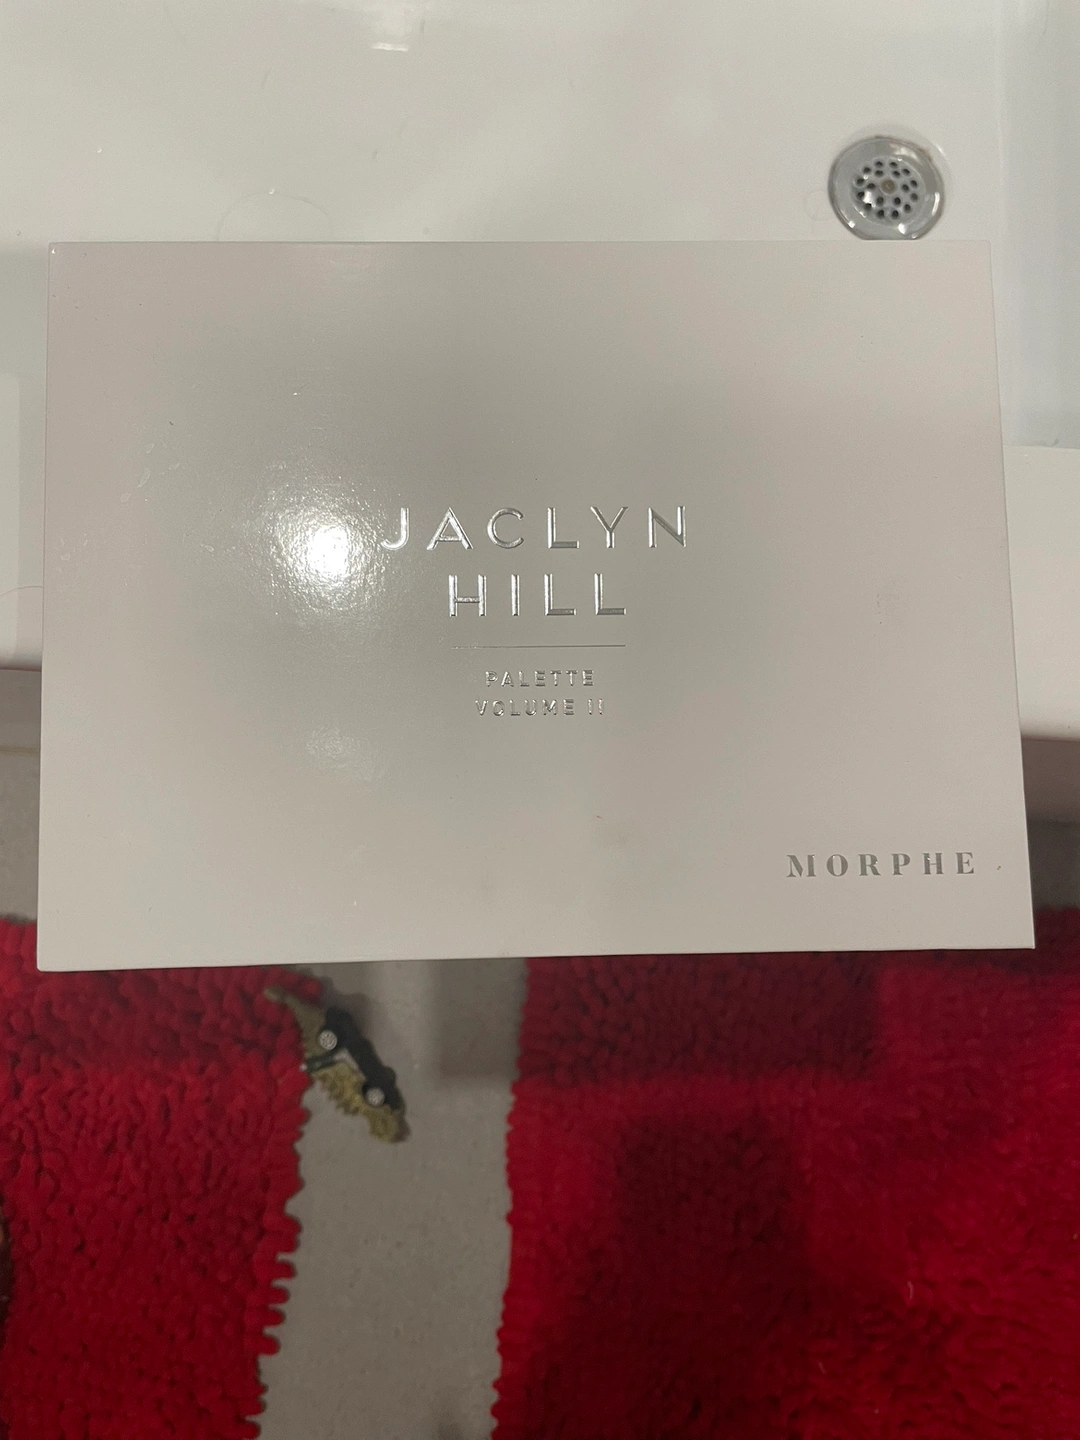 JACLYN
HILL
PALETTE
VOLUME II
MORPHE